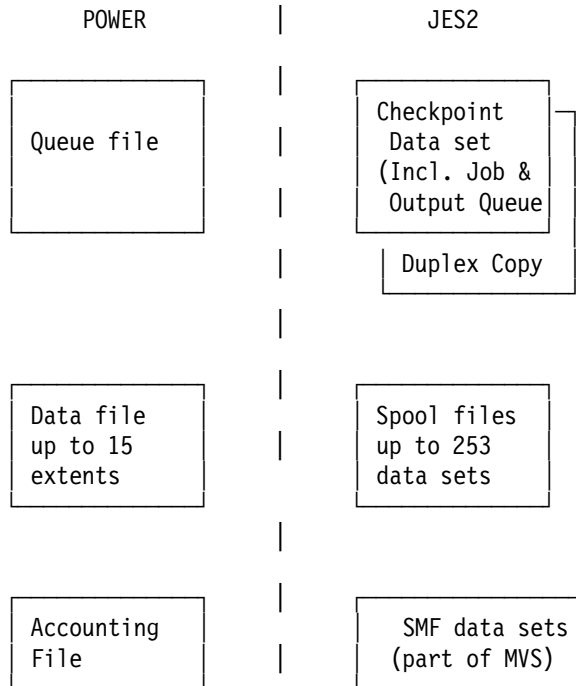 POWER JES2
Checkpoint
Queue file Data set
(Incl. Job &
Output Queue
Duplex Copy
Data file Spool files
up to 15 up to 253
extents data sets
Accounting SMF data sets
File (part of MVS)